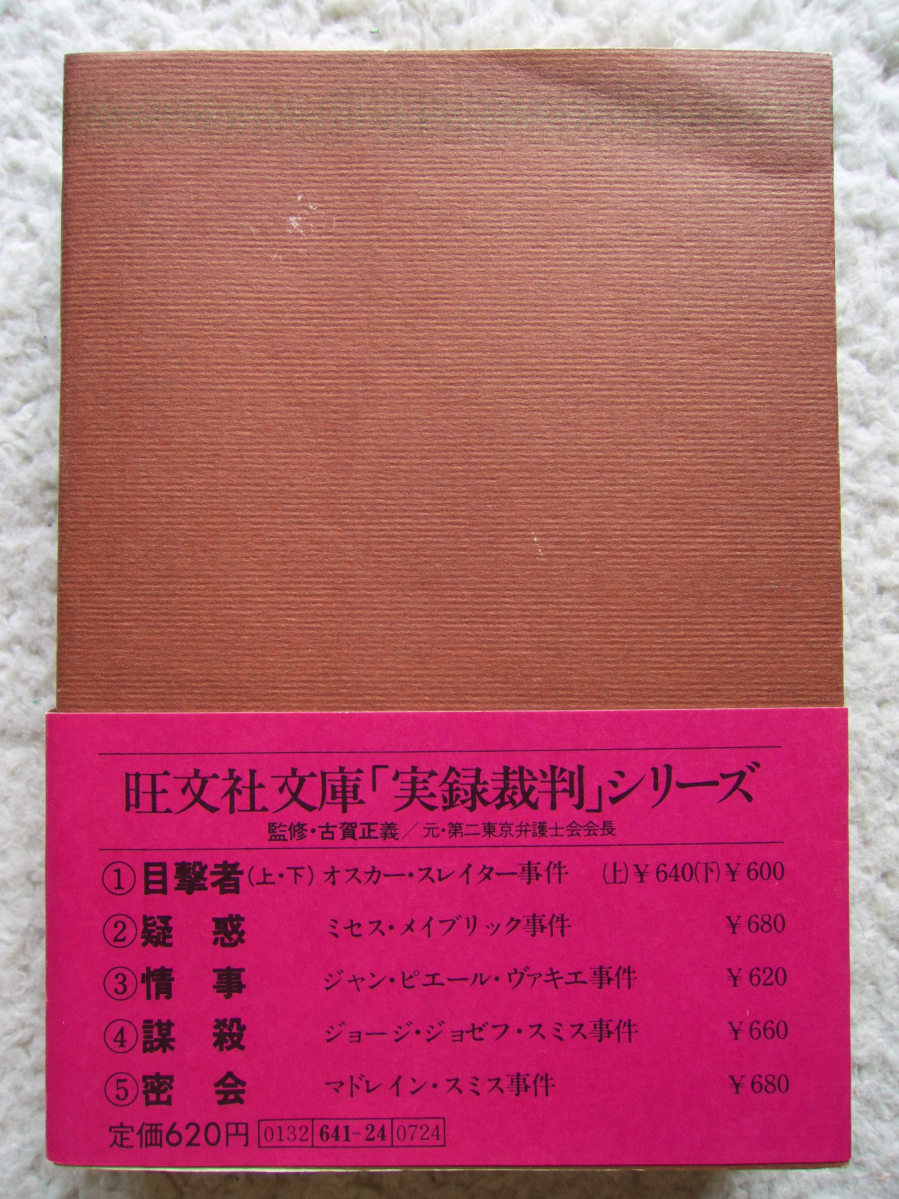 旺文社文庫「実録裁判」シリーズ
監修・古賀正義／元・第二東京弁護士会会長
①目撃者(上・下) オスカー・スレイター事件 (上)￥640(下)￥600
②疑 惑 ミセス・メイブリック事件 ￥680
③情 事 ジャン・ピエール・ヴァキエ事件 ￥620
④謀 殺 ジョージ・ジョゼフ・スミス事件 ￥660
⑤密 会 マドレイン・スミス事件 ￥680
定価620円 0132 641-24 0724